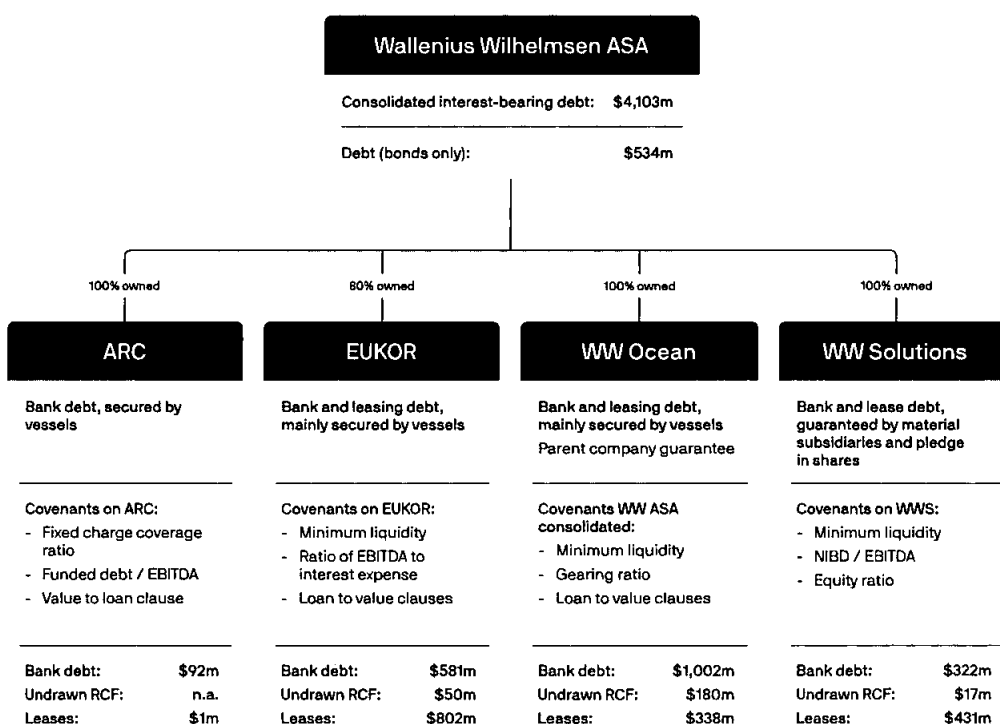 Wallenius Wilhelmsen ASA
Consolidated interest-bearing debt: $4,103m
Debt (bonds only): $534m
100% owned
80% owned
100% owned
100% owned
ARC
Bank debt, secured by
vessels
Covenants on ARC:
- Fixed charge coverage
ratio
- Funded debt / EBITDA
- Value to loan clause
Bank debt: $92m
Undrawn RCF: n.a.
Leases: $1m
EUKOR
Bank and leasing debt,
mainly secured by vessels
Covenants on EUKOR:
- Minimum liquidity
- Ratio of EBITDA to
interest expense
- Loan to value clauses
Bank debt: $581m
Undrawn RCF: $50m
Leases: $802m
WW Ocean
Bank and leasing debt,
mainly secured by vessels
Parent company guarantee
Covenants WW ASA
consolidated:
- Minimum liquidity
- Gearing ratio
- Loan to value clauses
Bank debt: $1,002m
Undrawn RCF: $180m
Leases: $338m
WW Solutions
Bank and lease debt,
guaranteed by material
subsidiaries and pledge
in shares
Covenants on WWS:
- Minimum liquidity
- NIBD / EBITDA
- Equity ratio
Bank debt: $322m
Undrawn RCF: $17m
Leases: $431m